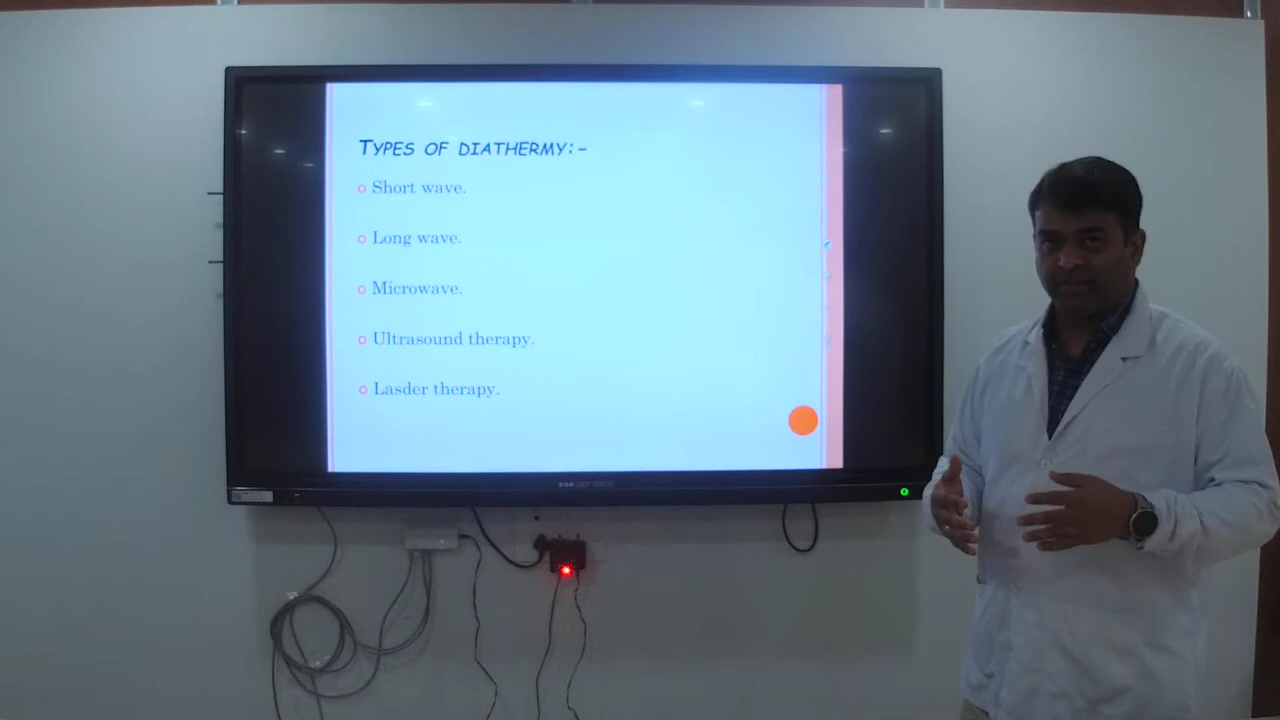 TYPES OF DIATHERMY:-
Short wave.
Long wave.
Microwave.
Ultrasound therapy.
Lasder therapy.